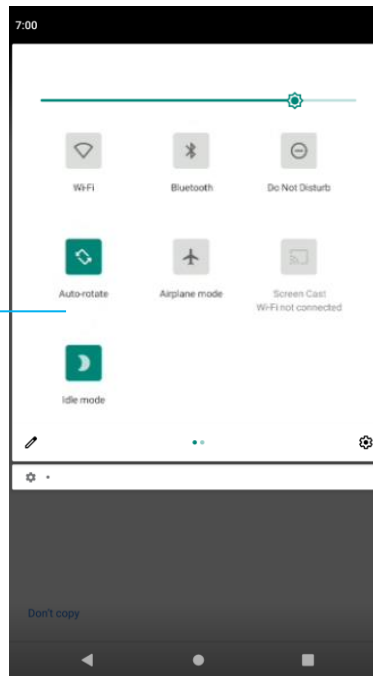 7:00
Wi-Fi
Bluetooth
Do Not Disturb
Auto-rotate
Airplane mode
Screen Cast
Wi-Fi not connected
Idle mode
Don't copy